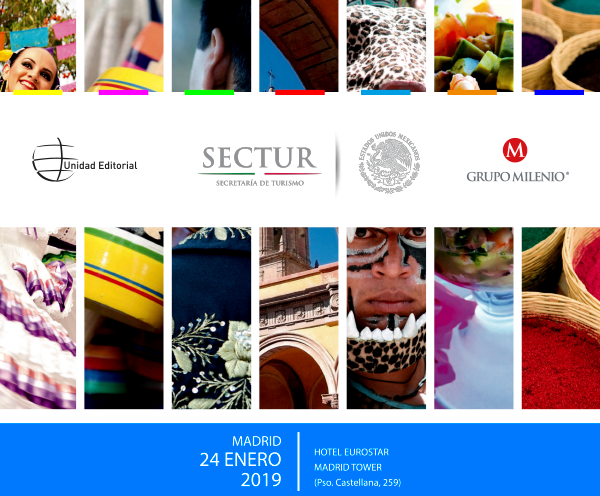 Unidad Editorial
SECTUR
SECRETARÍA DE TURISMO
ESTADOS UNIDOS MEXICANOS
M
GRUPO MILENIO®
MADRID
24 ENERO
2019
HOTEL EUROSTAR
MADRID TOWER
(Pso. Castellana, 259)